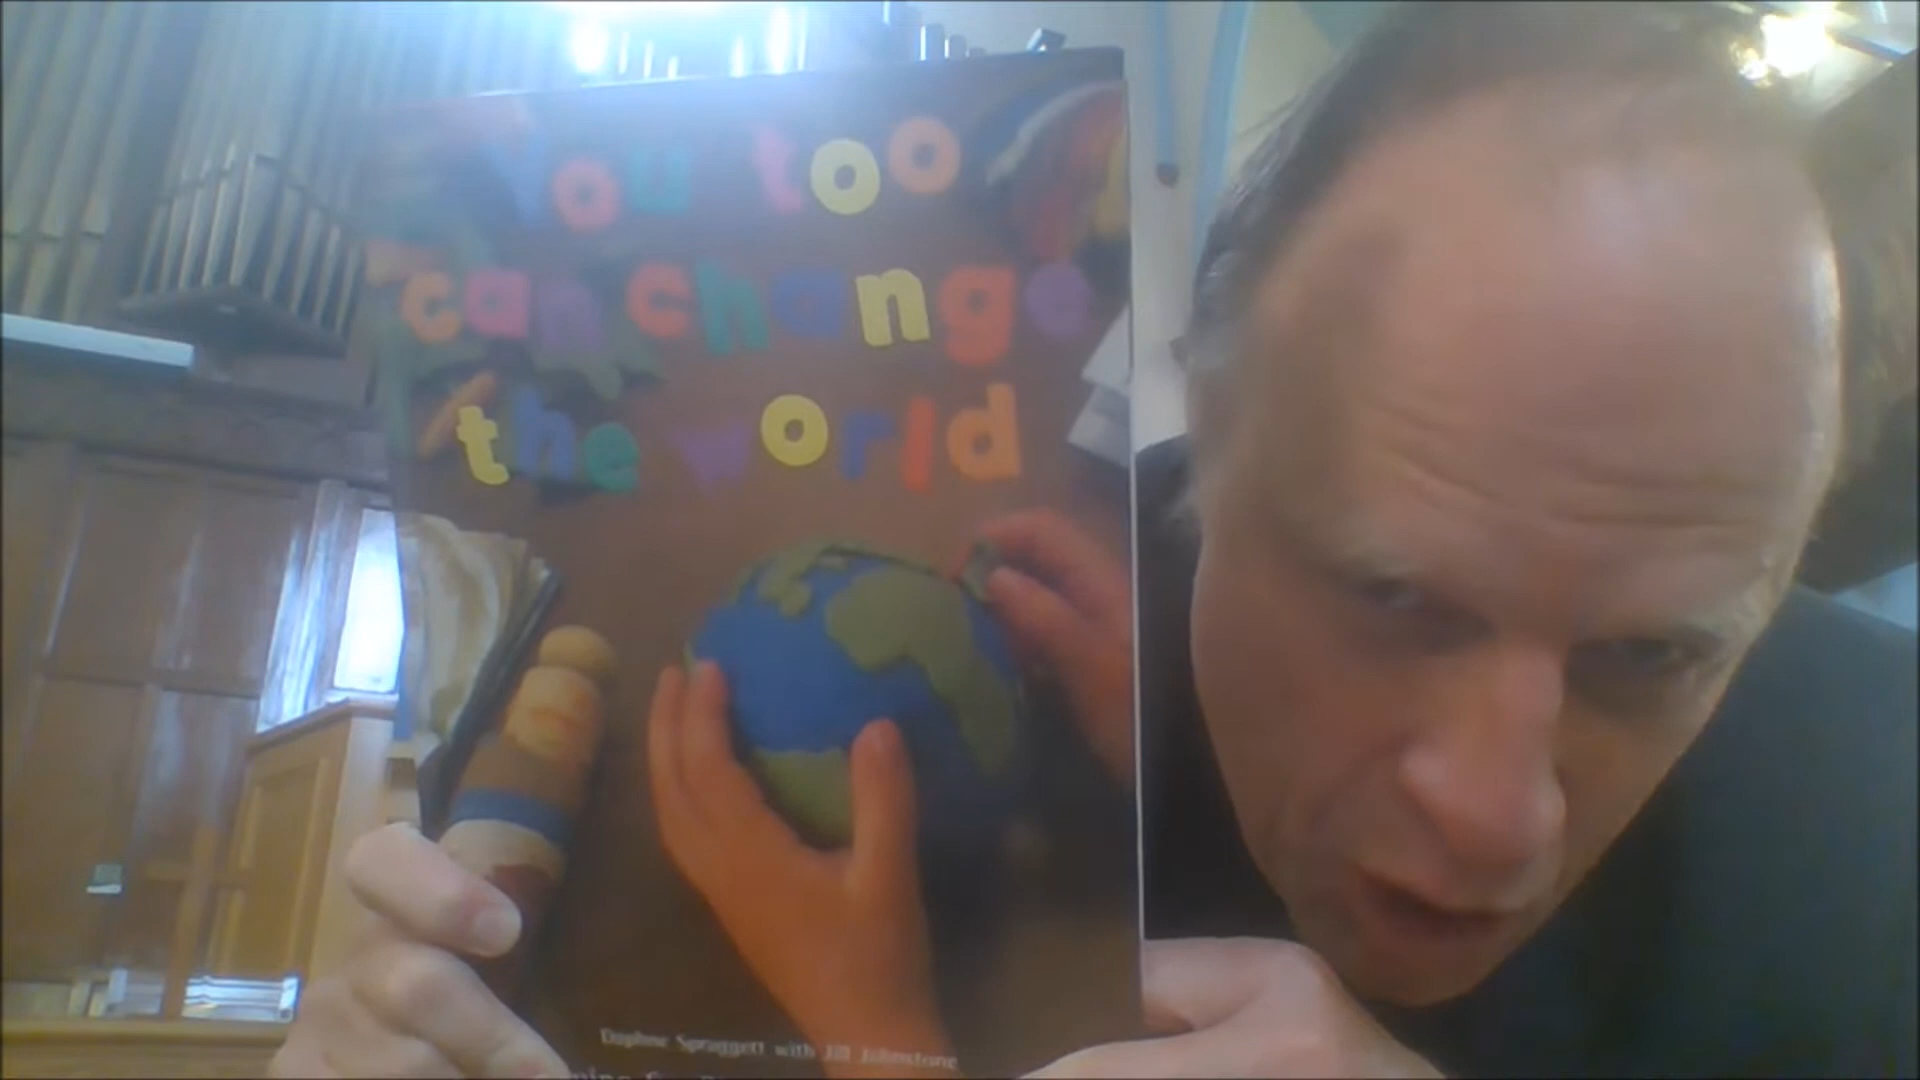 You too
can change
the world
Daphne Spraggett with Jill Johnstone